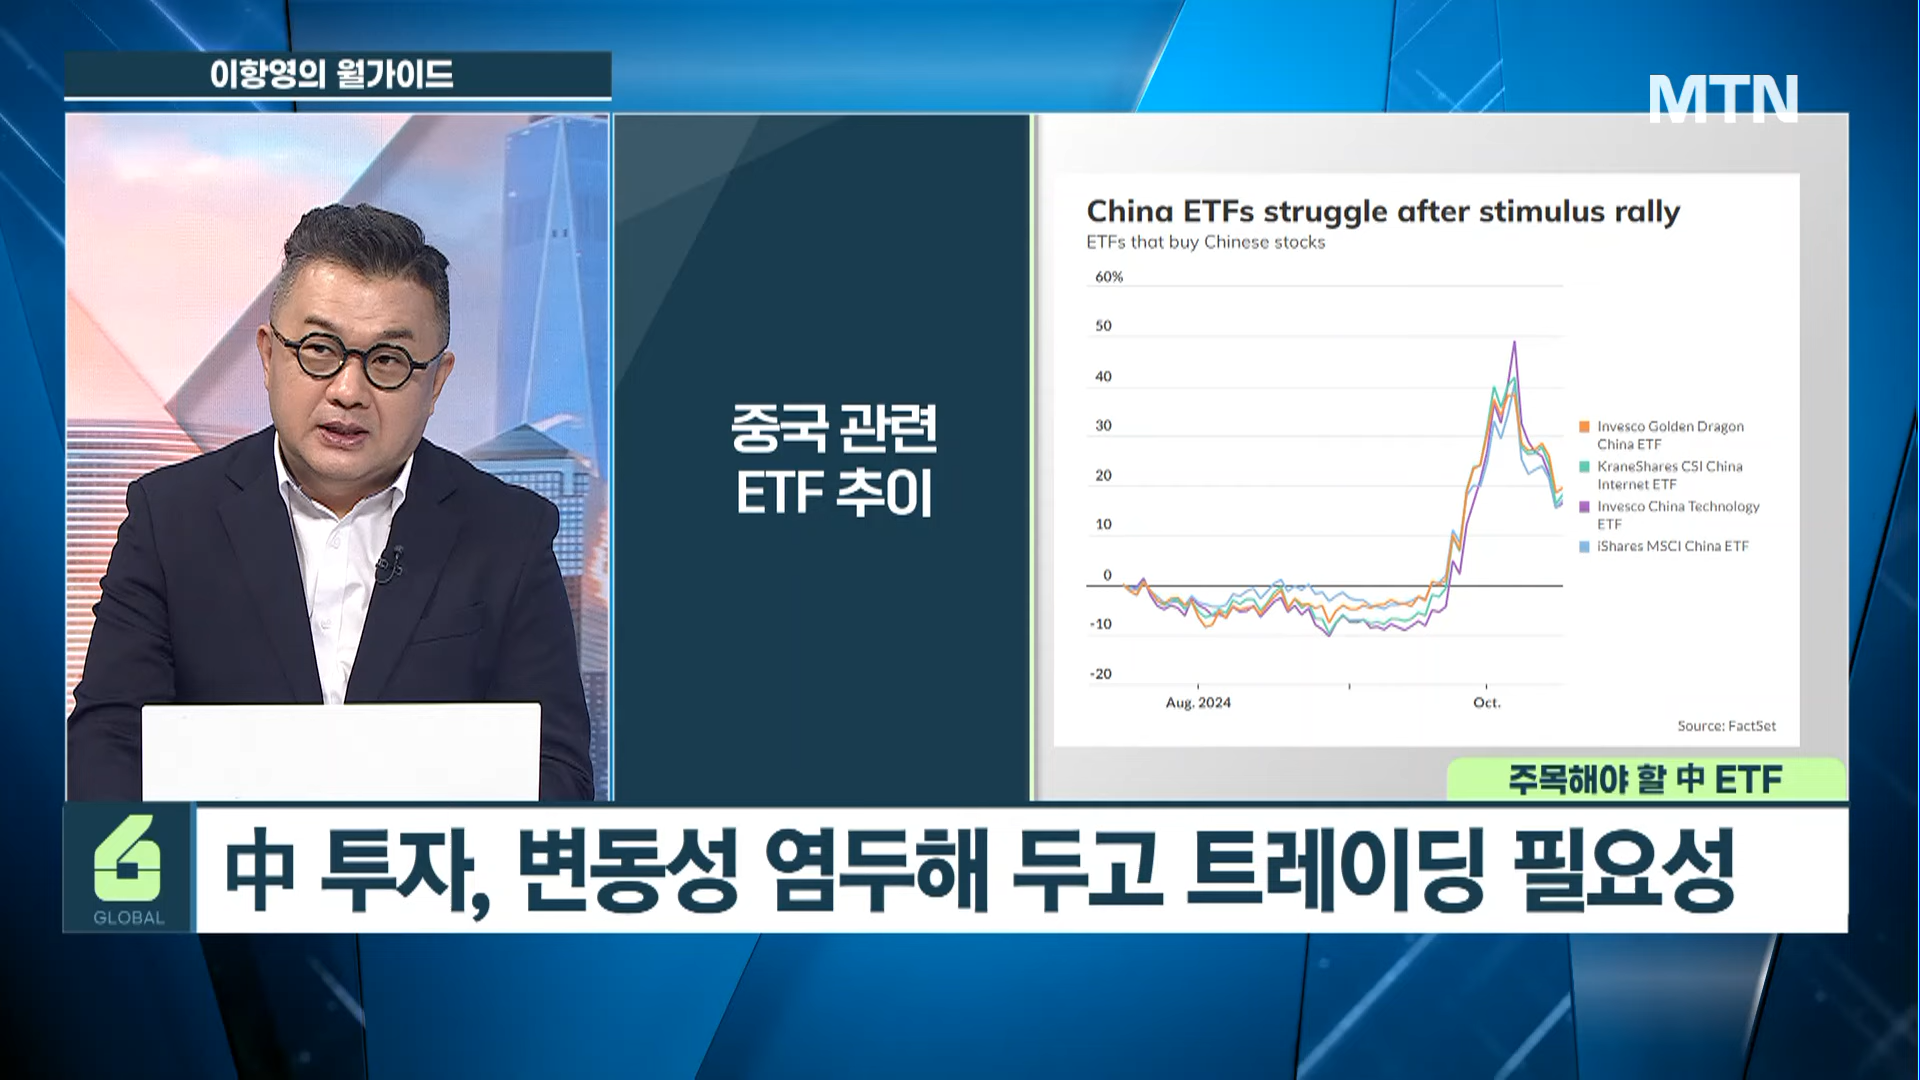 이항영의 월가이드
MTN
중국 관련
ETF 추이
China ETFs struggle after stimulus rally
ETFs that buy Chinese stocks
60%
50
40
30
20
10
0
-10
-20
Aug. 2024
Oct.
Invesco Golden Dragon
China ETF
KraneShares CSI China
Internet ETF
Invesco China Technology
ETF
iShares MSCI China ETF
Source: FactSet
주목해야 할 中 ETF
6
GLOBAL
中 투자, 변동성 염두해 두고 트레이딩 필요성